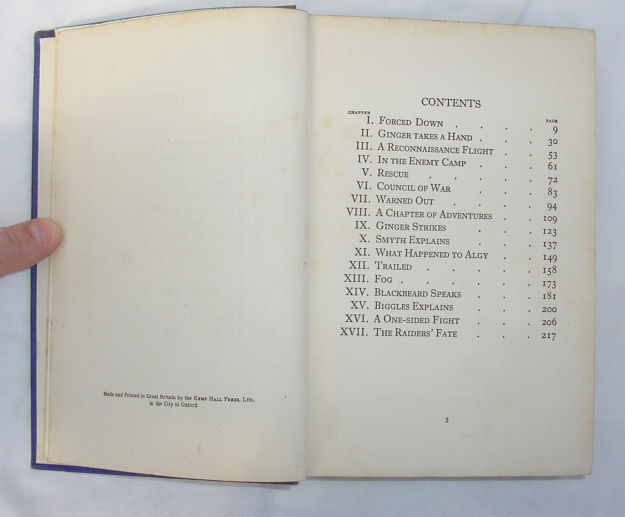 Made and Printed in Great Britain by the Kemp Hall Press, Ltd.
in the City of Oxford
CONTENTS
CHAPTER PAGE
I. Forced Down . . . . 9
II. Ginger takes a Hand . . . 30
III. A Reconnaissance Flight . . 53
IV. In the Enemy Camp . . . 61
V. Rescue . . . . . 72
VI. Council of War . . . 83
VII. Warned Out . . . . 94
VIII. A Chapter of Adventures . . 109
IX. Ginger Strikes . . . 123
X. Smyth Explains . . . 137
XI. What Happened to Algy . . 149
XII. Trailed . . . . . 158
XIII. Fog . . . . . . 173
XIV. Blackbeard Speaks . . . 181
XV. Biggles Explains . . . 200
XVI. A One-sided Fight . . . 206
XVII. The Raiders' Fate . . . 217
5